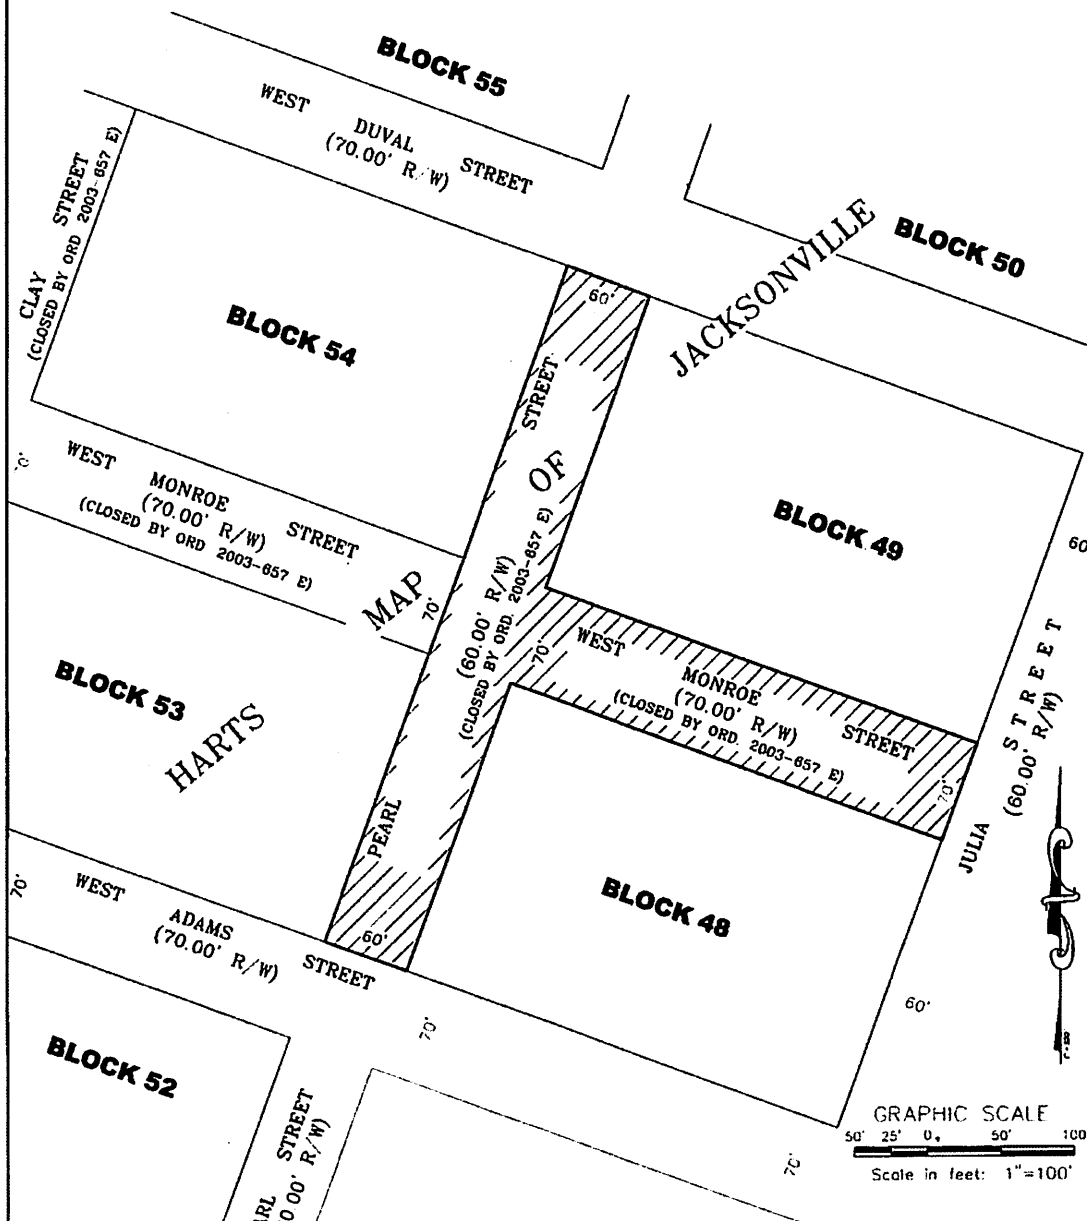 BLOCK 55
WEST DUVAL STREET
(70.00' R/W)
CLAY STREET
(CLOSED BY ORD 2003-657 E)
BLOCK 50
JACKSONVILLE
60'
BLOCK 54
STREET
OF
BLOCK 49
60
WEST MONROE STREET
(70.00' R/W)
(CLOSED BY ORD 2003-657 E)
MAP
70'
(60.00' R/W)
(CLOSED BY ORD. 2003-657 E)
70'
WEST MONROE STREET
(70.00' R/W)
(CLOSED BY ORD. 2003-657 E)
70'
JULIA STREET
(60.00' R/W)
BLOCK 53
HARTS
PEARL
BLOCK 48
70'
WEST ADAMS STREET
(70.00' R/W)
60'
60'
70'
BLOCK 52
ARL STREET
0.00' R/W)
70'
GRAPHIC SCALE
50' 25' 0, 50' 100
Scale in feet: 1"=100'